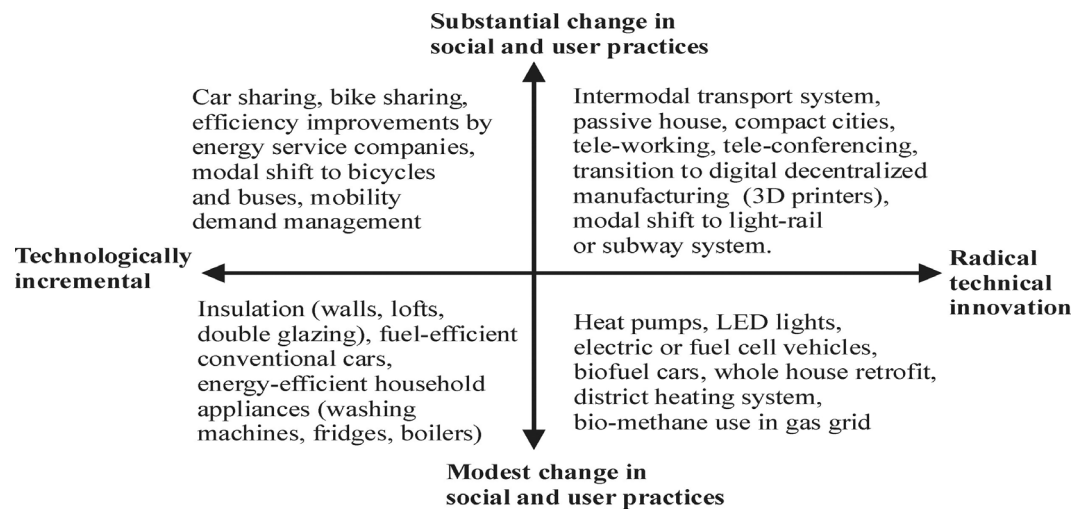 Substantial change in
social and user practices
Car sharing, bike sharing,
efficiency improvements by
energy service companies,
modal shift to bicycles
and buses, mobility
demand management
Intermodal transport system,
passive house, compact cities,
tele-working, tele-conferencing,
transition to digital decentralized
manufacturing (3D printers),
modal shift to light-rail
or subway system.
Technologically
incremental
Radical
technical
innovation
Insulation (walls, lofts,
double glazing), fuel-efficient
conventional cars,
energy-efficient household
appliances (washing
machines, fridges, boilers)
Heat pumps, LED lights,
electric or fuel cell vehicles,
biofuel cars, whole house retrofit,
district heating system,
bio-methane use in gas grid
Modest change in
social and user practices